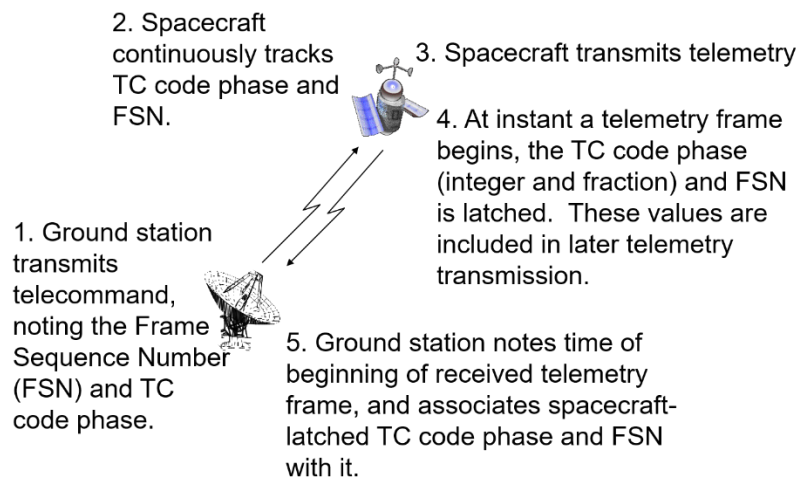 2. Spacecraft
continuously tracks
TC code phase and
FSN.
3. Spacecraft transmits telemetry
4. At instant a telemetry frame
begins, the TC code phase
(integer and fraction) and FSN
is latched.  These values are
included in later telemetry
transmission.
1. Ground station
transmits
telecommand,
noting the Frame
Sequence Number
(FSN) and TC
code phase.
5. Ground station notes time of
beginning of received telemetry
frame, and associates spacecraft-
latched TC code phase and FSN
with it.